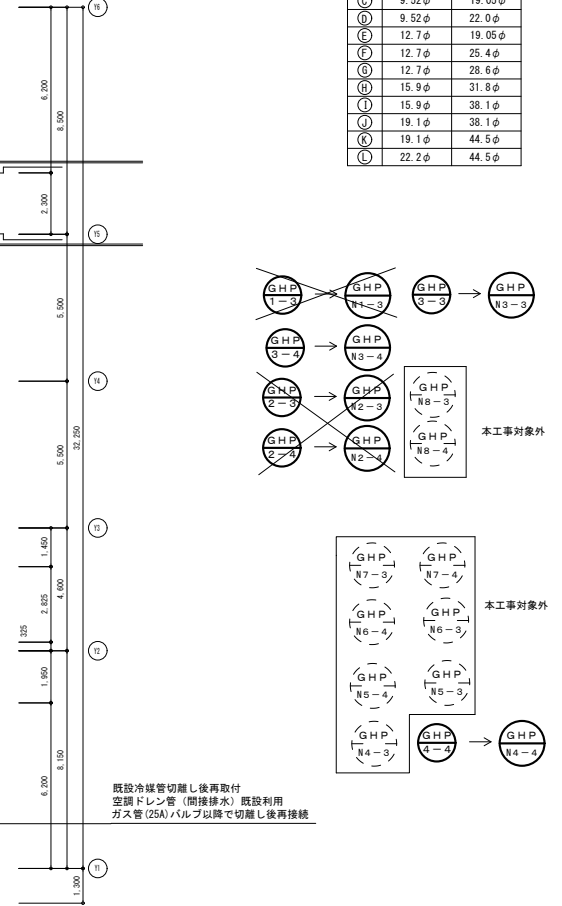 Y6
6.200
8.500
2.300
Y5
5.500
Y4
32.250
5.500
Y3
1.450
2.825
4.600
325
Y2
1.950
8.150
6.200
Y1
1.300
Ⓒ 9.52φ 19.05φ
Ⓓ 9.52φ 22.0φ
Ⓔ 12.7φ 19.05φ
Ⓕ 12.7φ 25.4φ
Ⓖ 12.7φ 28.6φ
Ⓗ 15.9φ 31.8φ
Ⓘ 15.9φ 38.1φ
Ⓙ 19.1φ 38.1φ
Ⓚ 19.1φ 44.5φ
Ⓛ 22.2φ 44.5φ
GHP → GHP GHP → GHP
1-3 N1-3 3-3 N3-3
GHP → GHP
3-4 N3-4
GHP → GHP
2-3 N2-3
GHP
N8-3
GHP → GHP
2-4 N2-4
GHP
N8-4
本工事対象外
GHP GHP
N7-3 N7-4
GHP GHP
N6-4 N6-3
本工事対象外
GHP GHP
N5-4 N5-3
GHP GHP → GHP
N4-3 4-4 N4-4
既設冷媒管切離し後再取付
空調ドレン管（間接排水）既設利用
ガス管(25A)バルブ以降で切離し後再接続